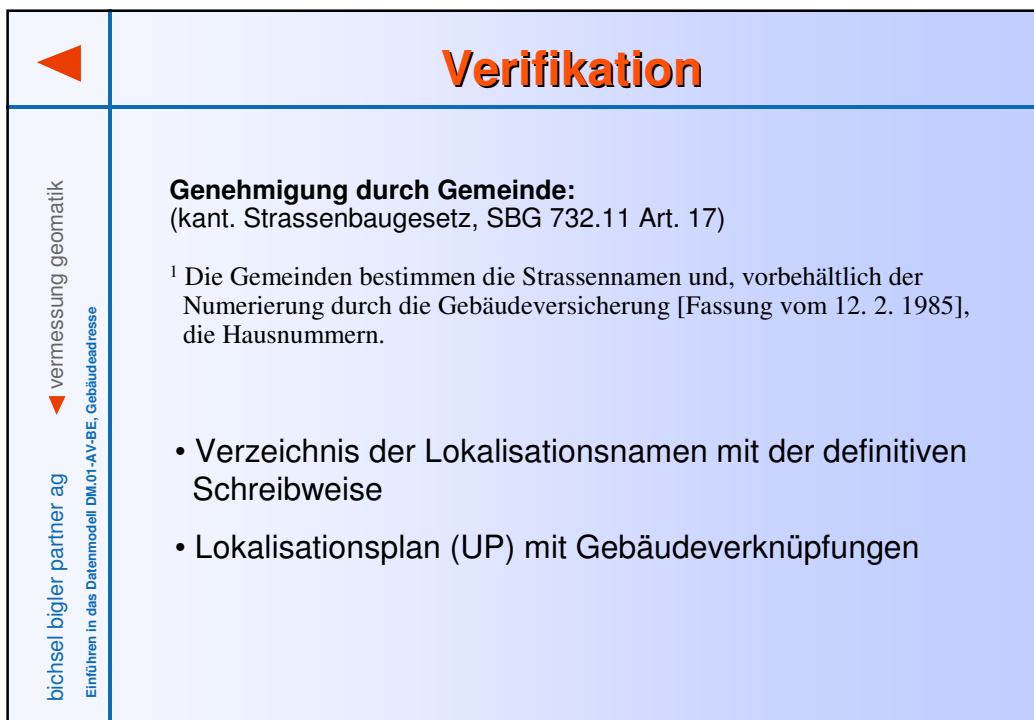 Verifikation
Genehmigung durch Gemeinde:
(kant. Strassenbaugesetz, SBG 732.11 Art. 17)
1 Die Gemeinden bestimmen die Strassennamen und, vorbehältlich der
Numerierung durch die Gebäudeversicherung [Fassung vom 12. 2. 1985],
die Hausnummern.
• Verzeichnis der Lokalisationsnamen mit der definitiven
Schreibweise
• Lokalisationsplan (UP) mit Gebäudeverknüpfungen
bichsel bigler partner ag ◄ vermessung geomatik
Einführen in das Datenmodell DM.01-AV-BE, Gebäudeadresse